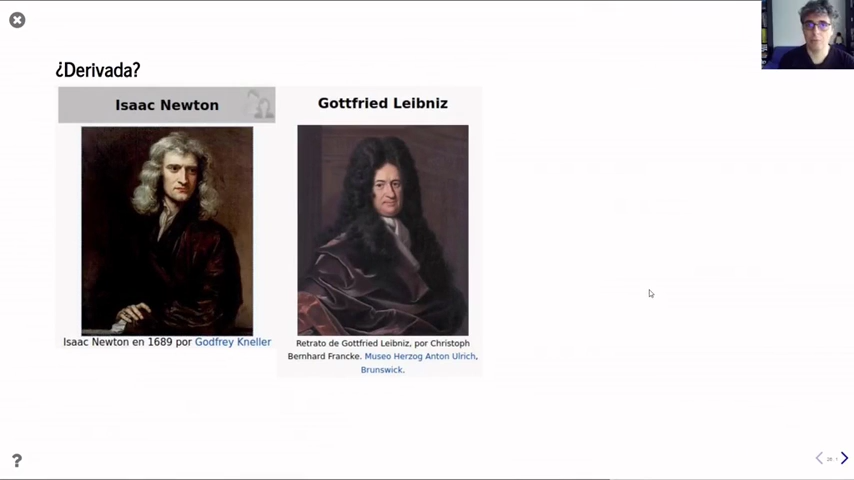 ¿Derivada?
Isaac Newton
Gottfried Leibniz
Isaac Newton en 1689 por Godfrey Kneller
Retrato de Gottfried Leibniz, por Christoph
Bernhard Francke. Museo Herzog Anton Ulrich,
Brunswick.
?